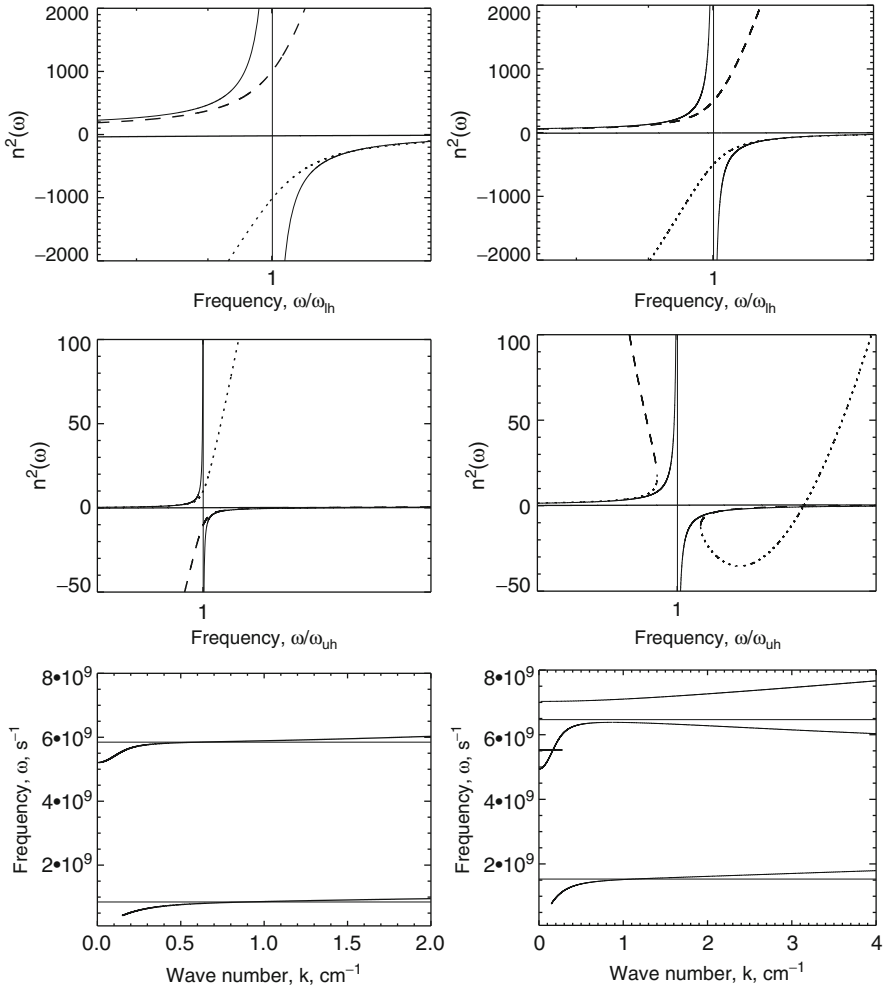 2000
1000
0
−1000
−2000
n²(ω)
1
Frequency, ω/ω_lh
2000
1000
0
−1000
−2000
n²(ω)
1
Frequency, ω/ω_lh
100
50
0
−50
n²(ω)
1
Frequency, ω/ω_uh
100
50
0
−50
n²(ω)
1
Frequency, ω/ω_uh
8•10⁹
6•10⁹
4•10⁹
2•10⁹
Frequency, ω, s⁻¹
0.0 0.5 1.0 1.5 2.0
Wave number, k, cm⁻¹
8•10⁹
6•10⁹
4•10⁹
2•10⁹
Frequency, ω, s⁻¹
0 1 2 3 4
Wave number, k, cm⁻¹